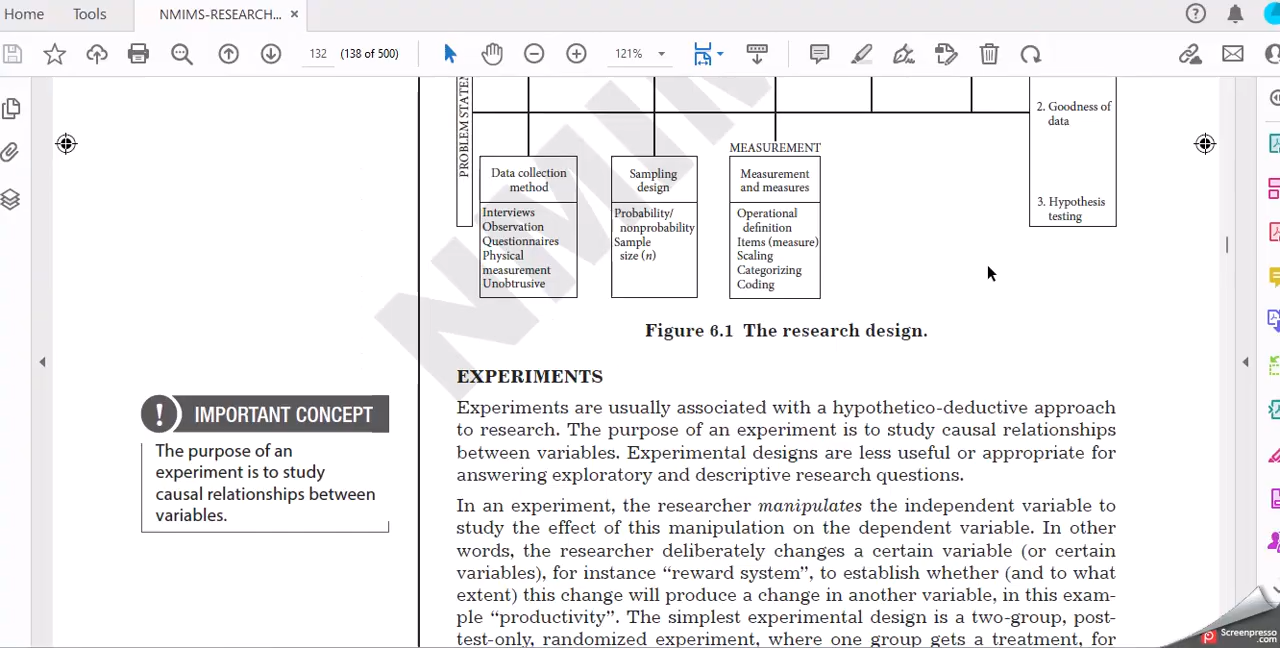 Home
Tools
NMIMS-RESEARCH... ×
132
(138 of 500)
121%
PROBLEM STATE
2. Goodness of
data
3. Hypothesis
testing
MEASUREMENT
Data collection
method
Interviews
Observation
Questionnaires
Physical
measurement
Unobtrusive
Sampling
design
Probability/
nonprobability
Sample
size (n)
Measurement
and measures
Operational
definition
Items (measure)
Scaling
Categorizing
Coding
NMIM
Figure 6.1 The research design.
EXPERIMENTS
Experiments are usually associated with a hypothetico-deductive approach
to research. The purpose of an experiment is to study causal relationships
between variables. Experimental designs are less useful or appropriate for
answering exploratory and descriptive research questions.
! IMPORTANT CONCEPT
The purpose of an
experiment is to study
causal relationships between
variables.
In an experiment, the researcher manipulates the independent variable to
study the effect of this manipulation on the dependent variable. In other
words, the researcher deliberately changes a certain variable (or certain
variables), for instance “reward system”, to establish whether (and to what
extent) this change will produce a change in another variable, in this exam-
ple “productivity”. The simplest experimental design is a two-group, post-
test-only, randomized experiment, where one group gets a treatment, for
Screenpresso
.com